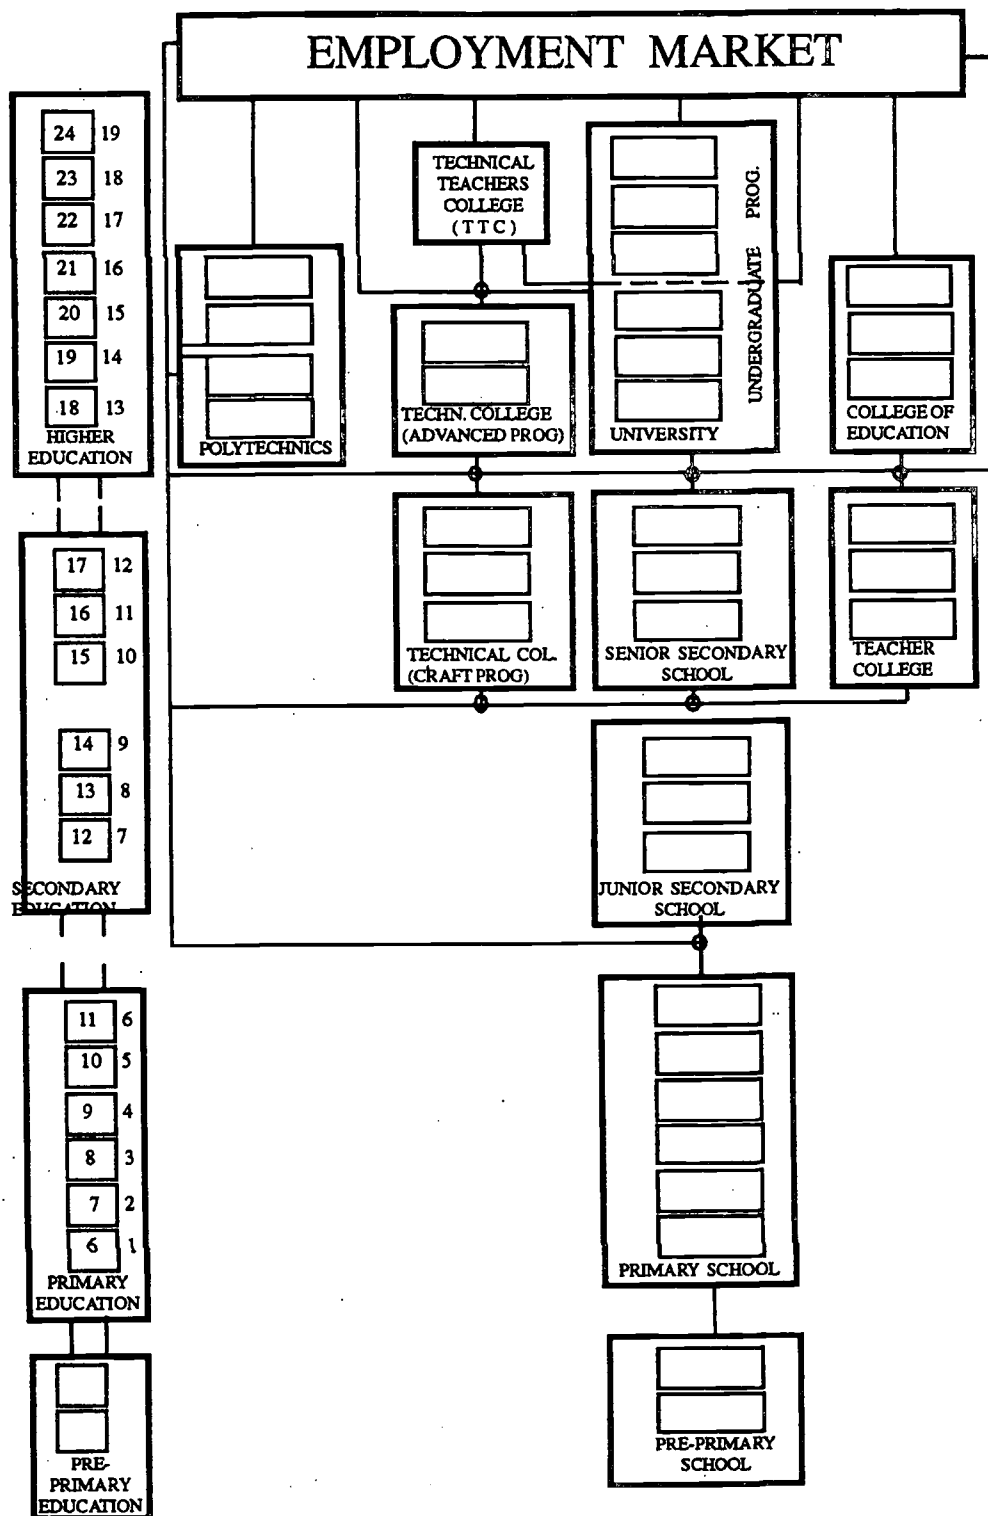 EMPLOYMENT MARKET
24 19
23 18
22 17
21 16
20 15
19 14
18 13
HIGHER
EDUCATION
17 12
16 11
15 10
14 9
13 8
12 7
SECONDARY
EDUCATION
11 6
10 5
9 4
8 3
7 2
6 1
PRIMARY
EDUCATION
PRE-
PRIMARY
EDUCATION
POLYTECHNICS
TECHNICAL
TEACHERS
COLLEGE
(TTC)
TECHN. COLLEGE
(ADVANCED PROG)
UNDERGRADUATE PROG.
UNIVERSITY
COLLEGE OF
EDUCATION
TECHNICAL COL.
(CRAFT PROG)
SENIOR SECONDARY
SCHOOL
TEACHER
COLLEGE
JUNIOR SECONDARY
SCHOOL
PRIMARY SCHOOL
PRE-PRIMARY
SCHOOL